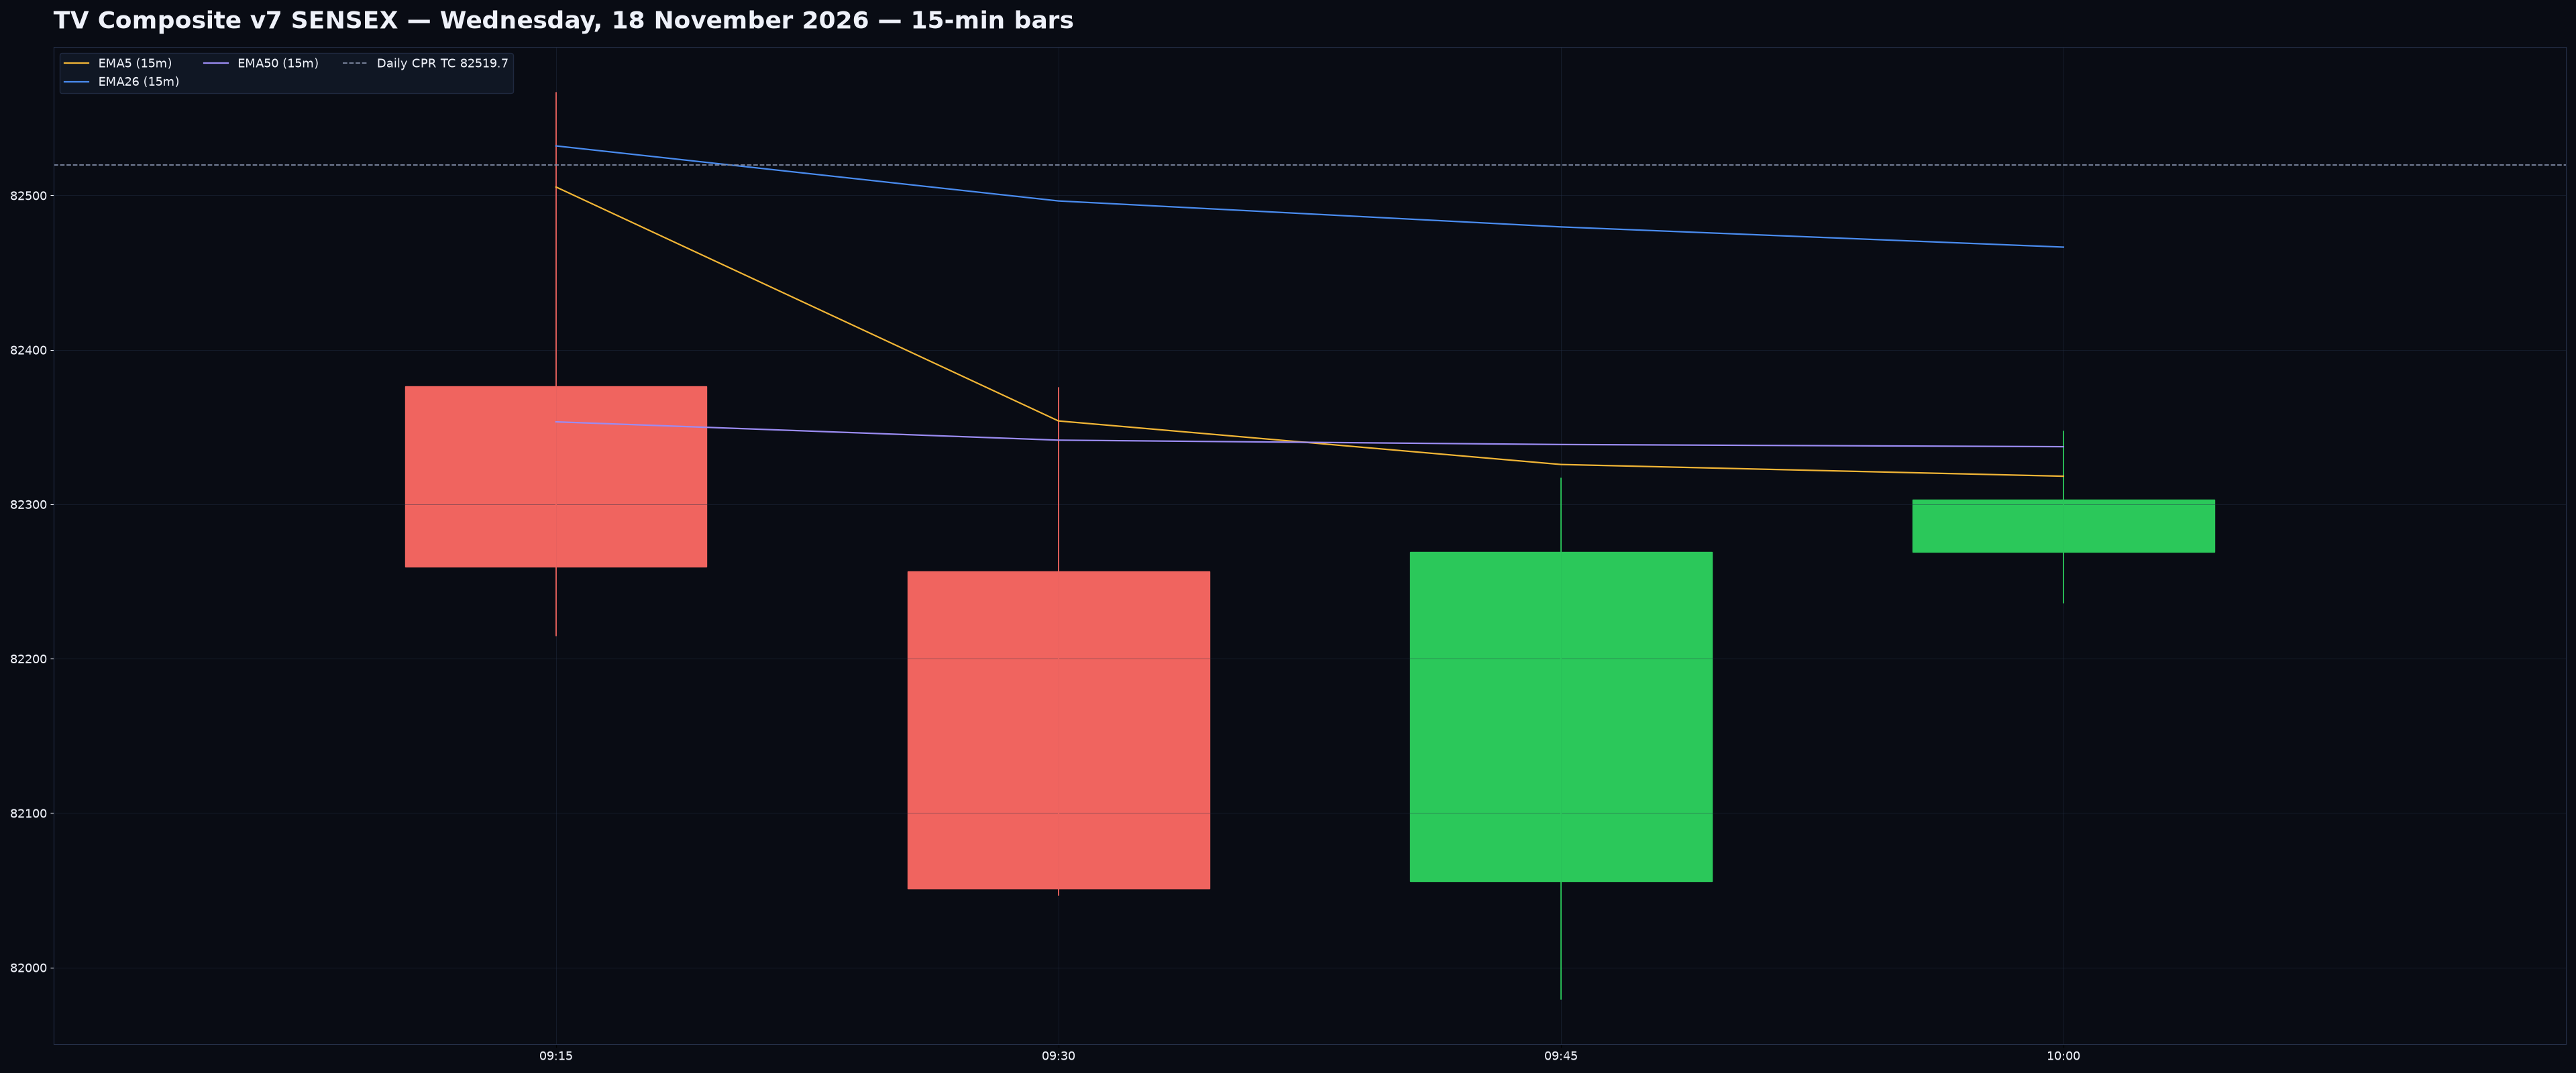 TV Composite v7 SENSEX — Wednesday, 18 November 2026 — 15-min bars
EMA5 (15m) EMA50 (15m) Daily CPR TC 82519.7
EMA26 (15m)
82500
82400
82300
82200
82100
82000
09:15 09:30 09:45 10:00